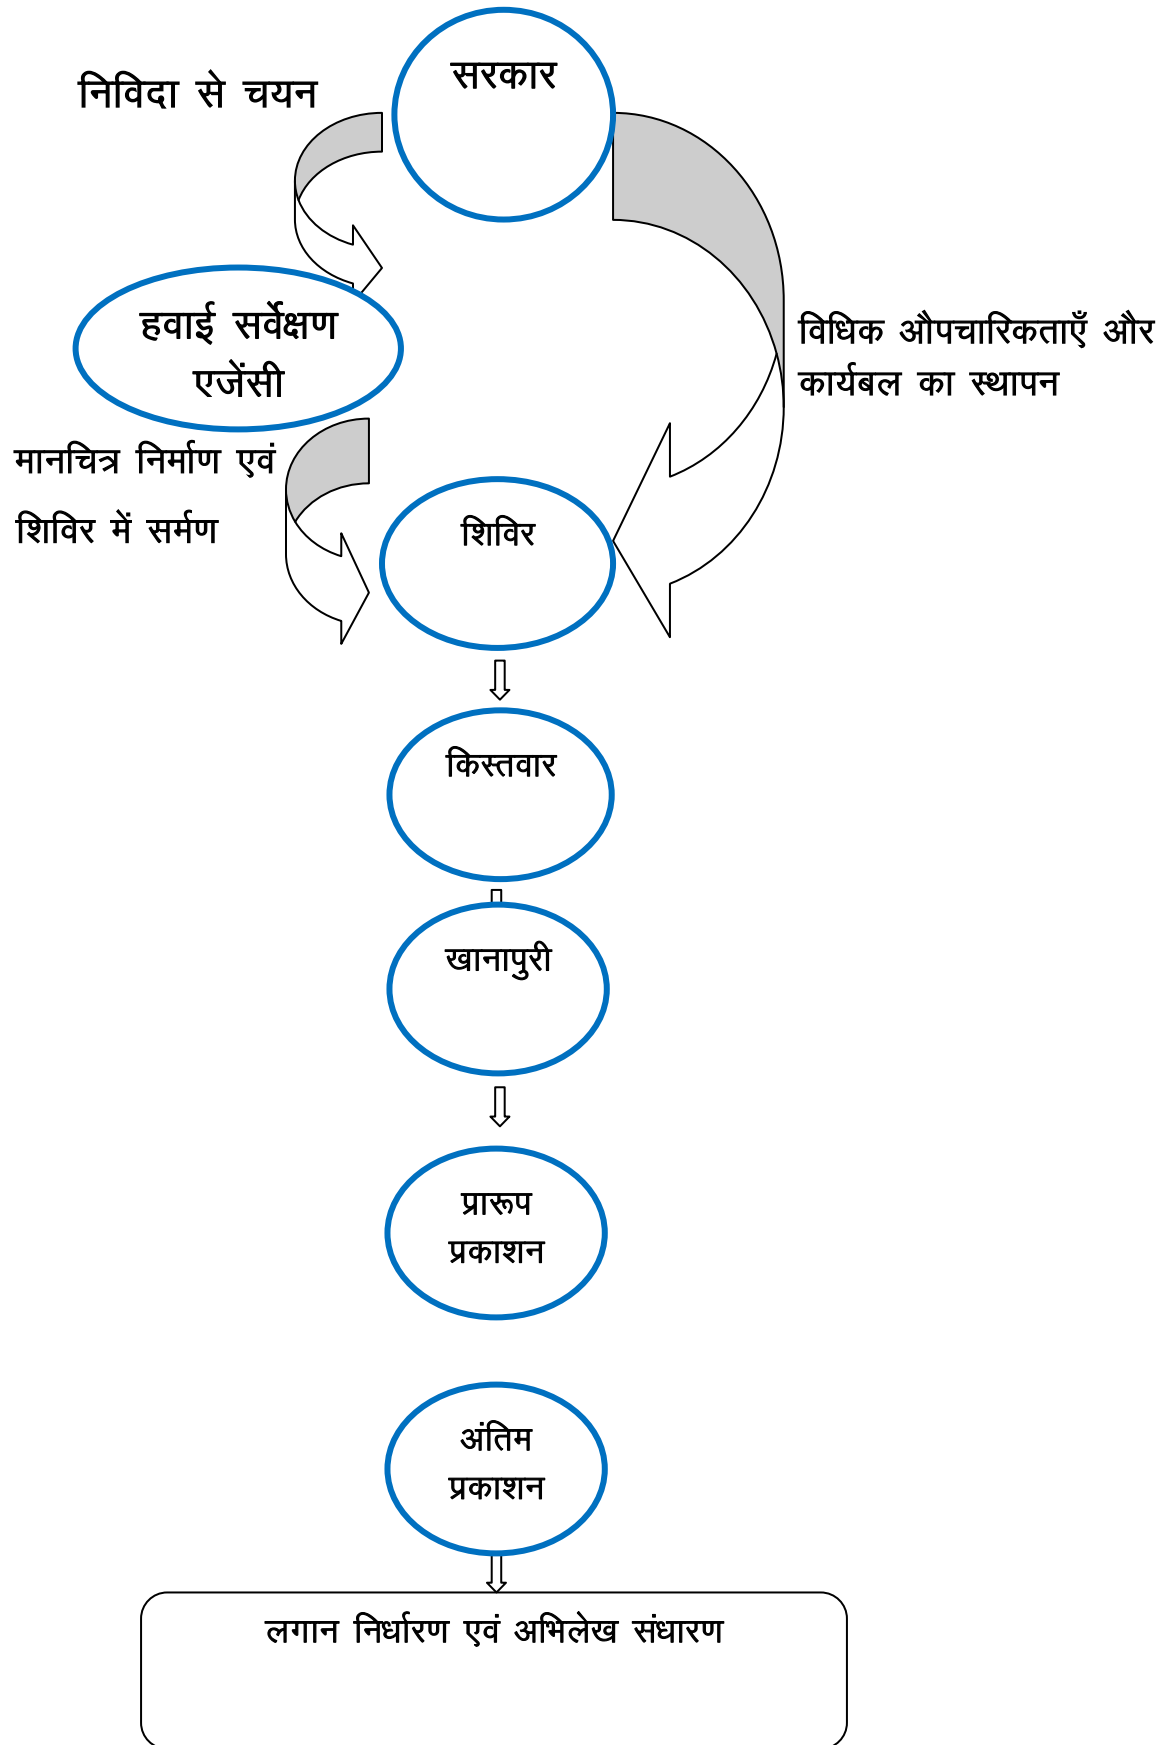 सरकार
निविदा से चयन
हवाई सर्वेक्षण
एजेंसी
विधिक औपचारिकताएँ और
कार्यबल का स्थापन
मानचित्र निर्माण एवं
शिविर में सर्मण
शिविर
किस्तवार
खानापुरी
प्रारूप
प्रकाशन
अंतिम
प्रकाशन
लगान निर्धारण एवं अभिलेख संधारण